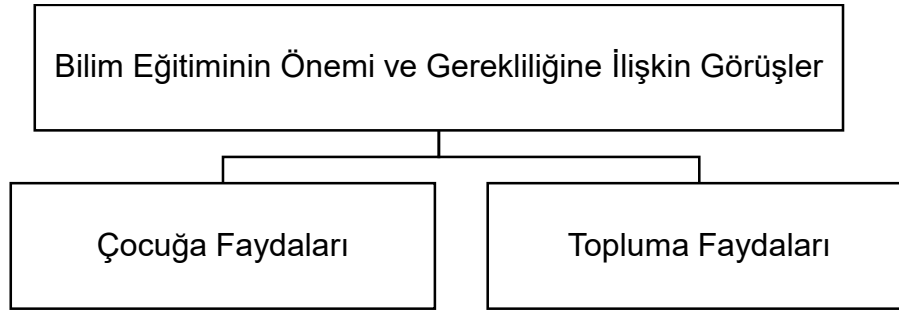 Bilim Eğitiminin Önemi ve Gerekliliğine İlişkin Görüşler
Çocuğa Faydaları
Topluma Faydaları